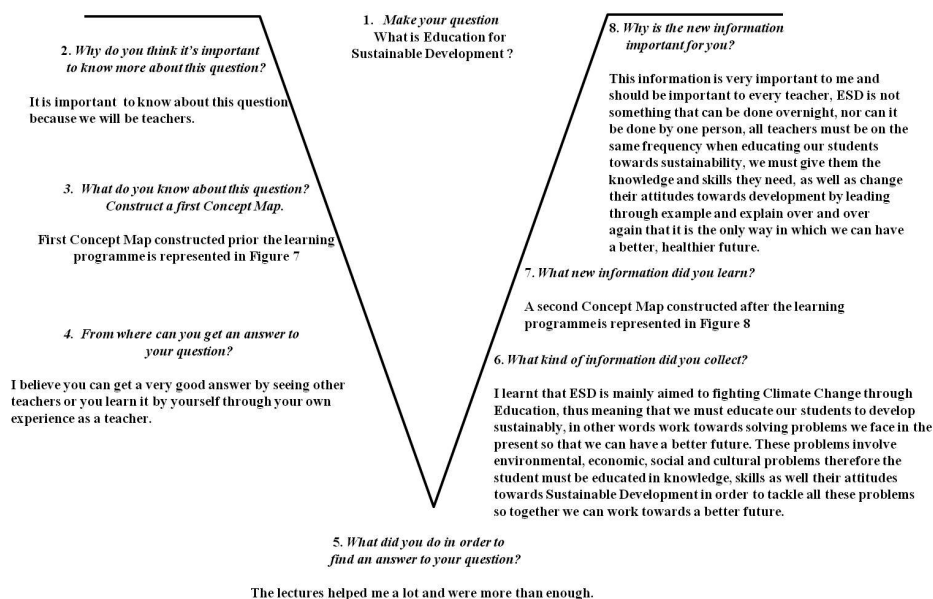 1. Make your question
What is Education for
Sustainable Development ?
2. Why do you think it's important
to know more about this question?
It is important to know about this question
because we will be teachers.
3. What do you know about this question?
Construct a first Concept Map.
First Concept Map constructed prior the learning
programme is represented in Figure 7
4. From where can you get an answer to
your question?
I believe you can get a very good answer by seeing other
teachers or you learn it by yourself through your own
experience as a teacher.
5. What did you do in order to
find an answer to your question?
The lectures helped me a lot and were more than enough.
6. What kind of information did you collect?
I learnt that ESD is mainly aimed to fighting Climate Change through
Education, thus meaning that we must educate our students to develop
sustainably, in other words work towards solving problems we face in the
present so that we can have a better future. These problems involve
environmental, economic, social and cultural problems therefore the
student must be educated in knowledge, skills as well their attitudes
towards Sustainable Development in order to tackle all these problems
so together we can work towards a better future.
7. What new information did you learn?
A second Concept Map constructed after the learning
programme is represented in Figure 8
8. Why is the new information
important for you?
This information is very important to me and
should be important to every teacher, ESD is not
something that can be done overnight, nor can it
be done by one person, all teachers must be on the
same frequency when educating our students
towards sustainability, we must give them the
knowledge and skills they need, as well as change
their attitudes towards development by leading
through example and explain over and over
again that it is the only way in which we can have
a better, healthier future.